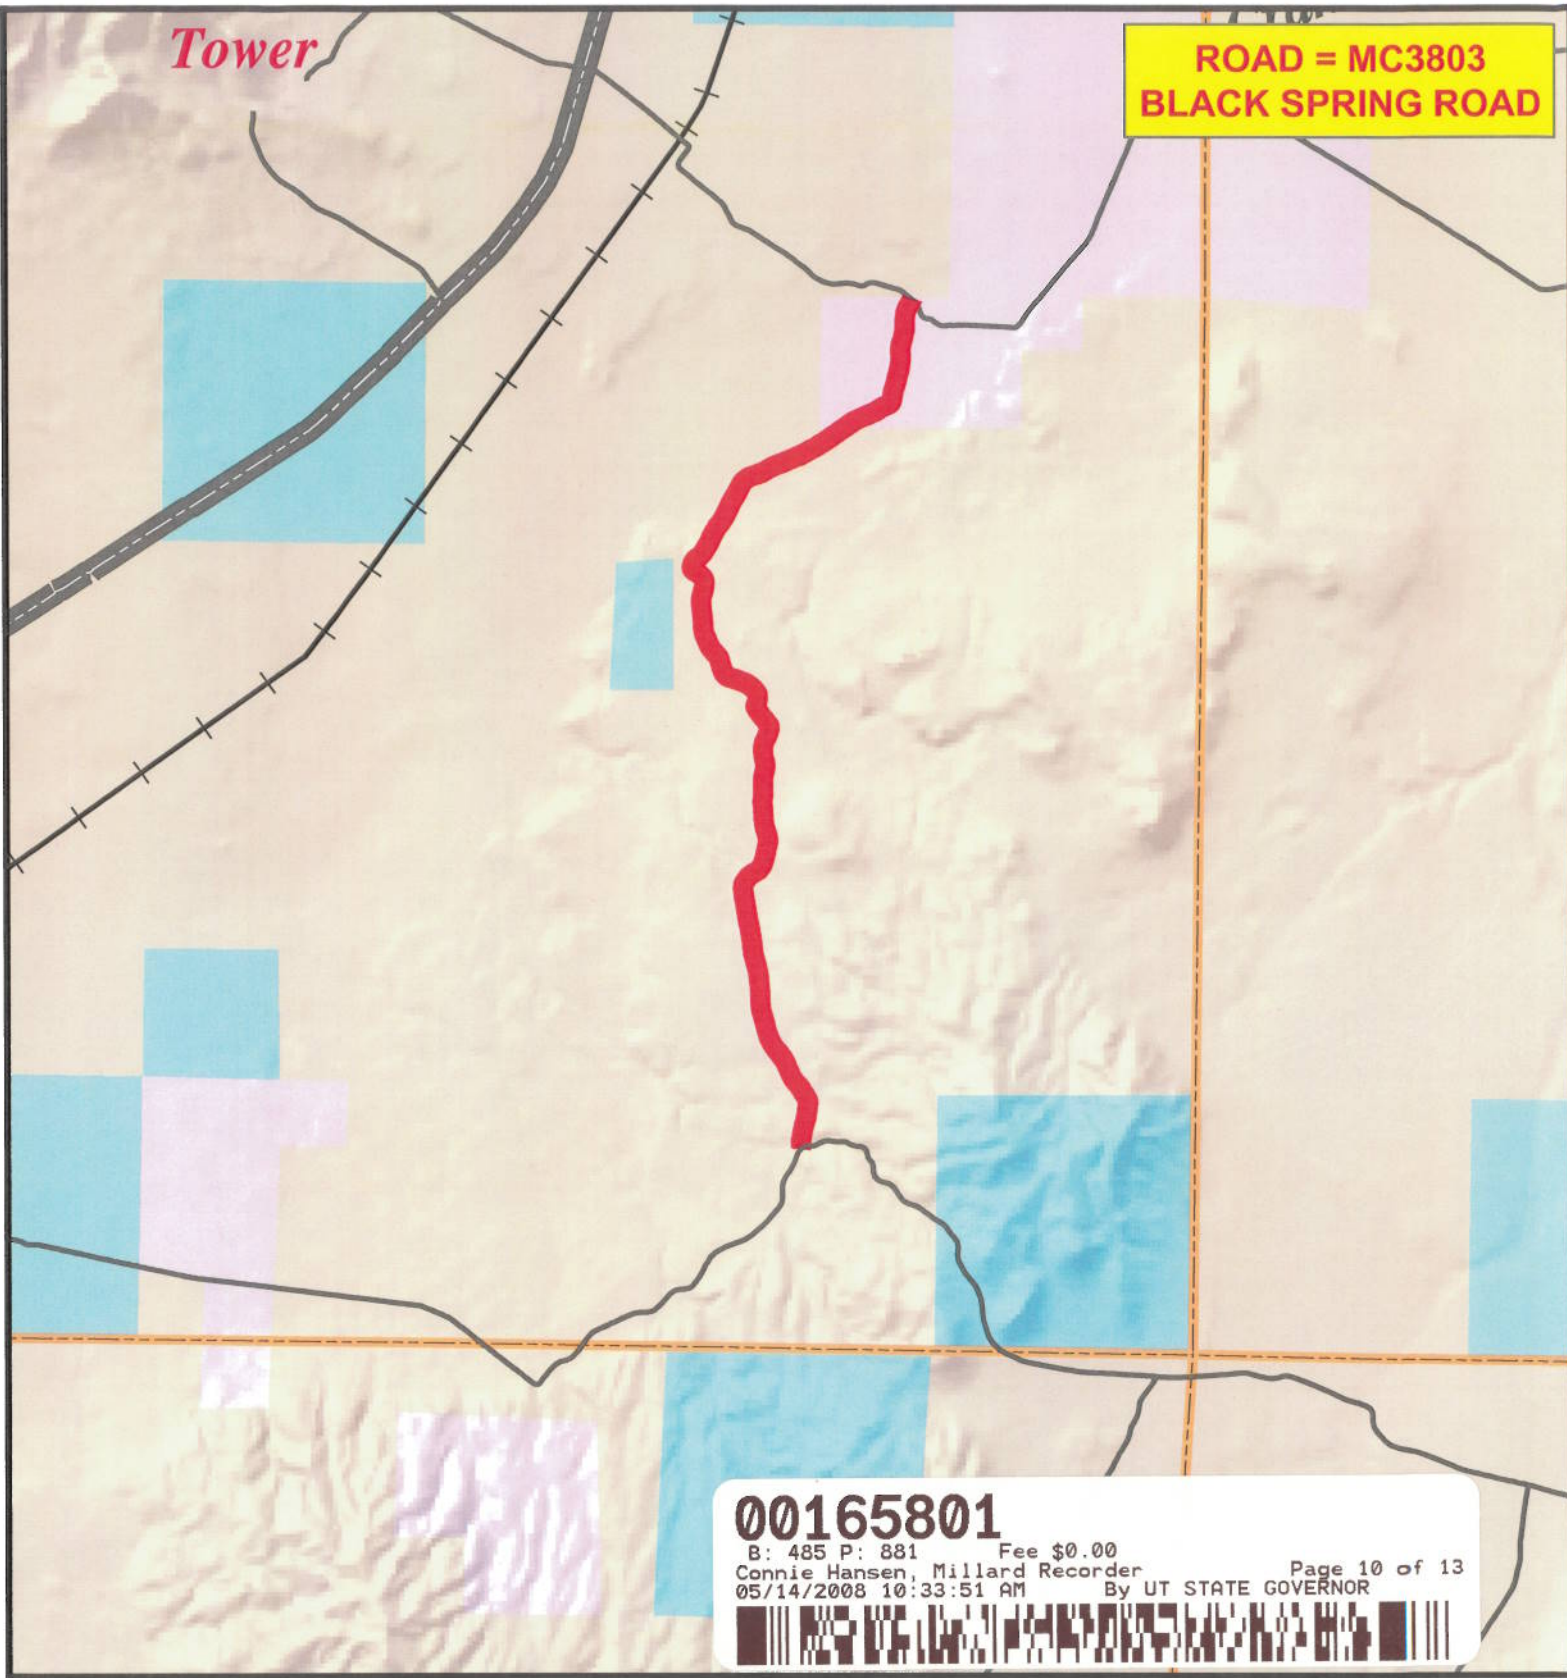 Tower
ROAD = MC3803
BLACK SPRING ROAD
00165801
B: 485 P: 881 Fee $0.00
Connie Hansen, Millard Recorder Page 10 of 13
05/14/2008 10:33:51 AM By UT STATE GOVERNOR